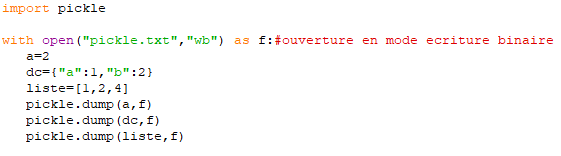 import pickle
with open("pickle.txt","wb") as f:#ouverture en mode ecriture binaire
a=2
dc={"a":1,"b":2}
liste=[1,2,4]
pickle.dump(a,f)
pickle.dump(dc,f)
pickle.dump(liste,f)